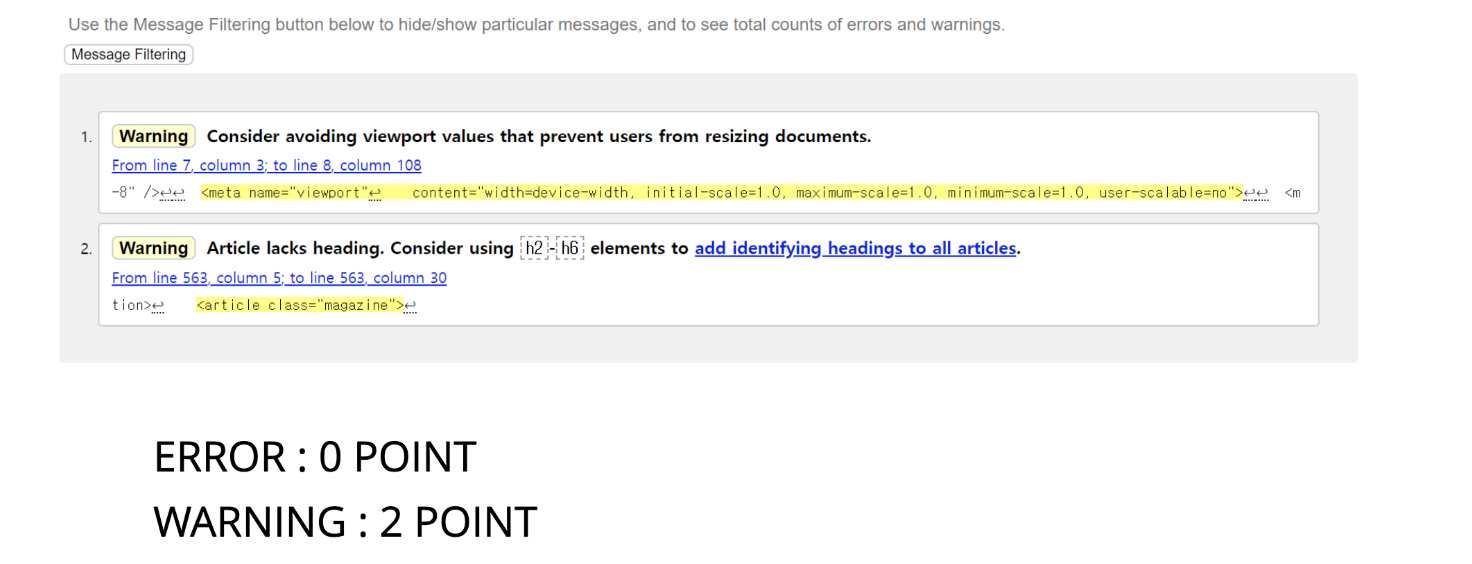 Use the Message Filtering button below to hide/show particular messages, and to see total counts of errors and warnings.
Message Filtering
1. Warning Consider avoiding viewport values that prevent users from resizing documents.
From line 7, column 3; to line 8, column 108
-8" />↩↩ <meta name="viewport"↩ content="width=device-width, initial-scale=1.0, maximum-scale=1.0, minimum-scale=1.0, user-scalable=no">↩↩ <m
2. Warning Article lacks heading. Consider using h2-h6 elements to add identifying headings to all articles.
From line 563, column 5; to line 563, column 30
tion>↩ <article class="magazine">↩
ERROR : 0 POINT
WARNING : 2 POINT